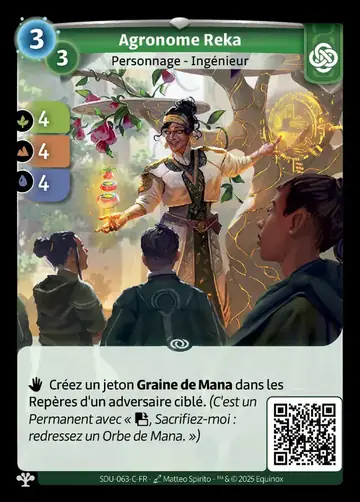 3
Agronome Reka
3
Personnage - Ingénieur
4
4
4
Créez un jeton Graine de Mana dans les
Repères d'un adversaire ciblé. (C'est un
Permanent avec « , Sacrifiez-moi :
redressez un Orbe de Mana. »)
SDU-063-C-FR - Matteo Spirito - ™ & © 2025 Equinox